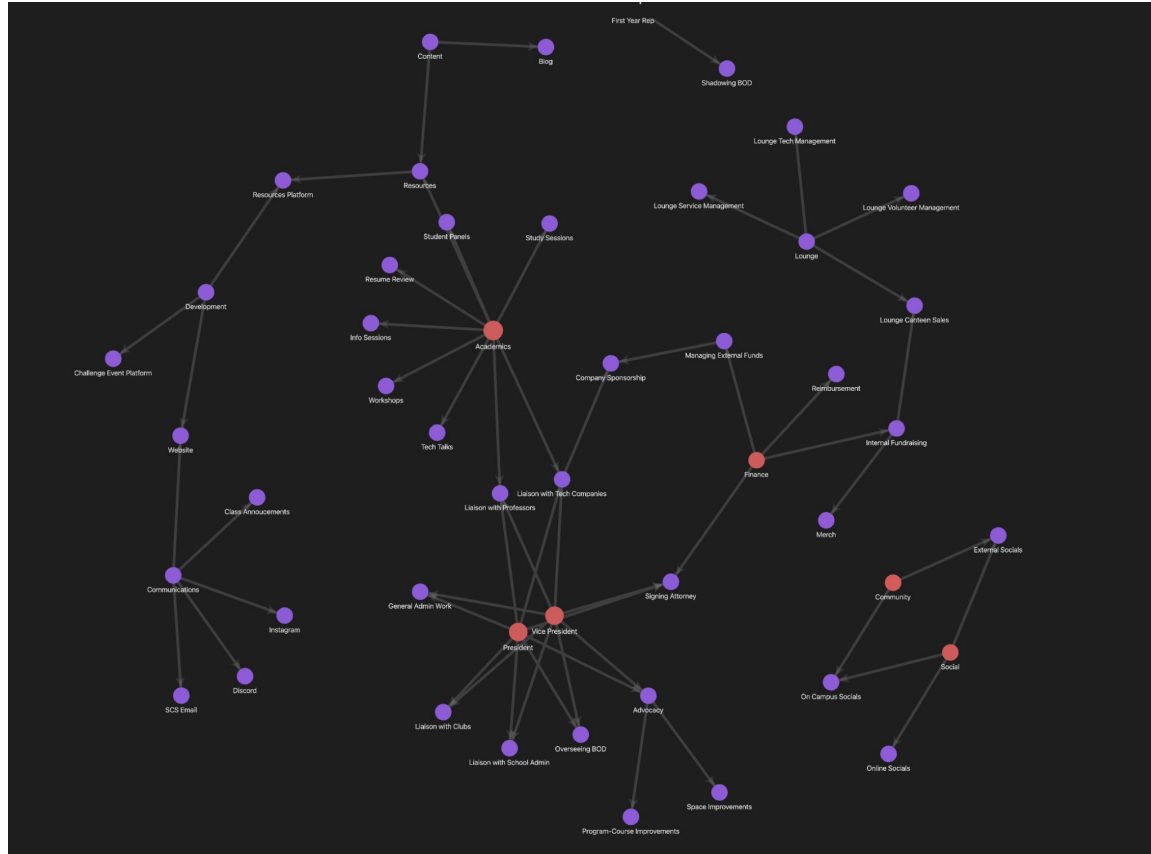 First Year Rep
Content
Blog
Shadowing BOD
Lounge Tech Management
Resources
Resources Platform
Lounge Service Management
Lounge Volunteer Management
Student Panels
Study Sessions
Lounge
Resume Review
Development
Lounge Canteen Sales
Info Sessions
Academics
Managing External Funds
Challenge Event Platform
Company Sponsorship
Reimbursement
Workshops
Tech Talks
Internal Fundraising
Website
Finance
Liaison with Tech Companies
Liaison with Professors
Class Annoucements
Merch
External Socials
Communications
Community
Signing Attorney
General Admin Work
Instagram
Vice President
President
Social
Discord
On Campus Socials
SCS Email
Advocacy
Liaison with Clubs
Overseeing BOD
Liaison with School Admin
Online Socials
Space Improvements
Program-Course Improvements